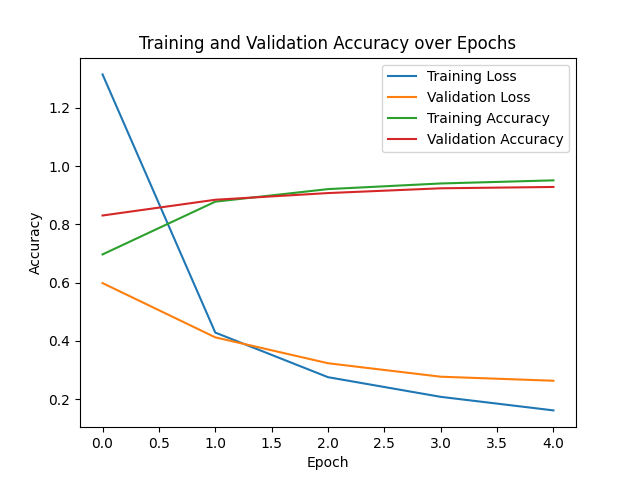 Training and Validation Accuracy over Epochs
Training Loss
Validation Loss
Training Accuracy
Validation Accuracy
Accuracy
1.2
1.0
0.8
0.6
0.4
0.2
0.0 0.5 1.0 1.5 2.0 2.5 3.0 3.5 4.0
Epoch